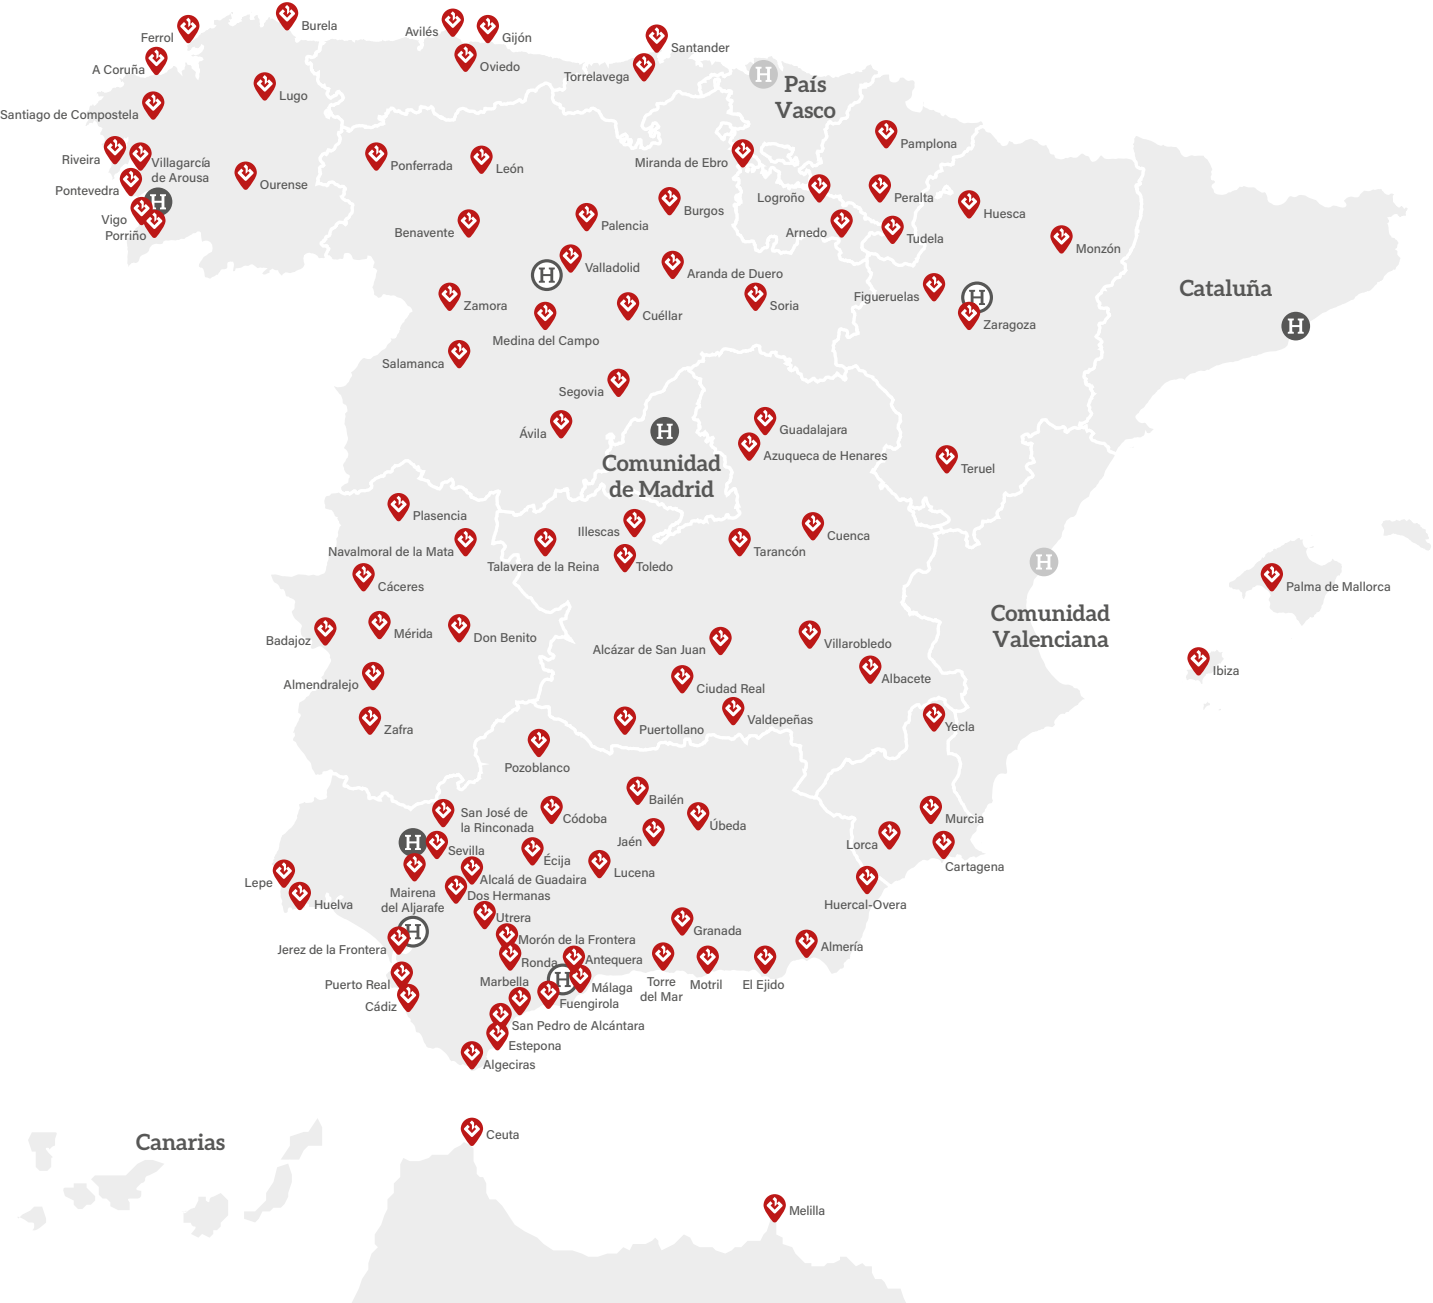 Burela
Avilés
Gijón
Ferrol
Santander
A Coruña
Oviedo
Torrelavega
H
País
Vasco
Lugo
Santiago de Compostela
Pamplona
Riveira
Villagarcía
de Arousa
Ponferrada
León
Miranda de Ebro
Pontevedra
Ourense
H
Logroño
Peralta
Huesca
Burgos
Vigo
Porriño
Benavente
Palencia
Arnedo
Tudela
Monzón
H
Valladolid
Aranda de Duero
Cataluña
Figueruelas
H
Zamora
Cuéllar
Soria
Zaragoza
H
Medina del Campo
Salamanca
Segovia
Ávila
H
Guadalajara
Azuqueca de Henares
Comunidad
de Madrid
Teruel
Plasencia
Illescas
Cuenca
Navalmoral de la Mata
Talavera de la Reina
Toledo
Tarancón
H
Cáceres
Palma de Mallorca
Comunidad
Valenciana
Badajoz
Mérida
Don Benito
Alcázar de San Juan
Villarobledo
Ibiza
Almendralejo
Ciudad Real
Albacete
Zafra
Puertollano
Valdepeñas
Yecla
Pozoblanco
Bailén
San José de
la Rinconada
Córdoba
Úbeda
Murcia
H
Sevilla
Jaén
Lorca
Écija
Cartagena
Lepe
Alcalá de Guadaira
Lucena
Mairena
del Aljarafe
Dos Hermanas
Huelva
Huercal-Overa
Utrera
H
Morón de la Frontera
Granada
Jerez de la Frontera
Almería
Ronda
Antequera
Puerto Real
Marbella
H
Málaga
Torre
del Mar
Motril
El Ejido
Cádiz
Fuengirola
San Pedro de Alcántara
Estepona
Algeciras
Ceuta
Canarias
Melilla